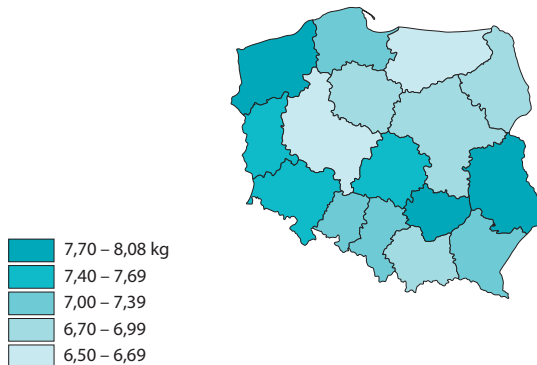 7,70 – 8,08 kg
7,40 – 7,69
7,00 – 7,39
6,70 – 6,99
6,50 – 6,69